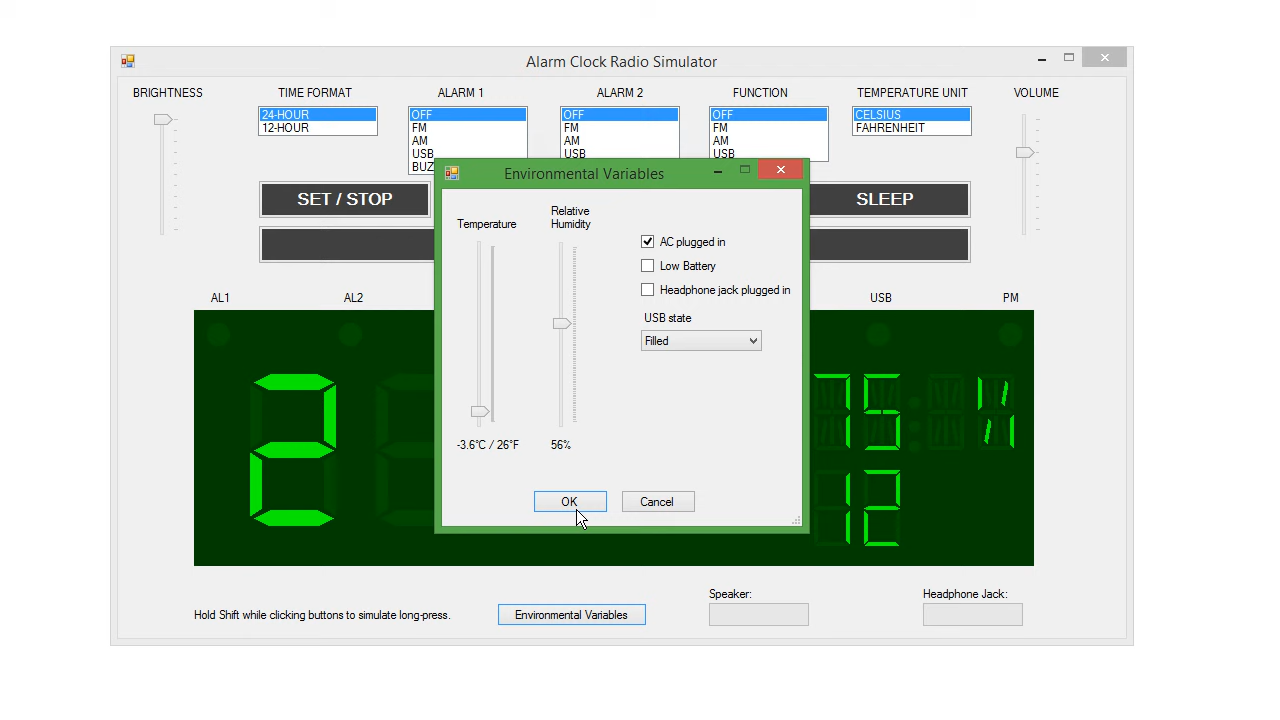 Alarm Clock Radio Simulator
BRIGHTNESS
TIME FORMAT
24-HOUR
12-HOUR
ALARM 1
OFF
FM
AM
USB
ALARM 2
OFF
FM
AM
USB
FUNCTION
OFF
FM
AM
USB
TEMPERATURE UNIT
CELSIUS
FAHRENHEIT
VOLUME
SET / STOP
SLEEP
Environmental Variables
Temperature
Relative
Humidity
-3.6°C / 26°F
56%
AC plugged in
Low Battery
Headphone jack plugged in
USB state
Filled
OK
Cancel
AL1
AL2
USB
PM
2
12
Hold Shift while clicking buttons to simulate long-press.
Environmental Variables
Speaker:
Headphone Jack: